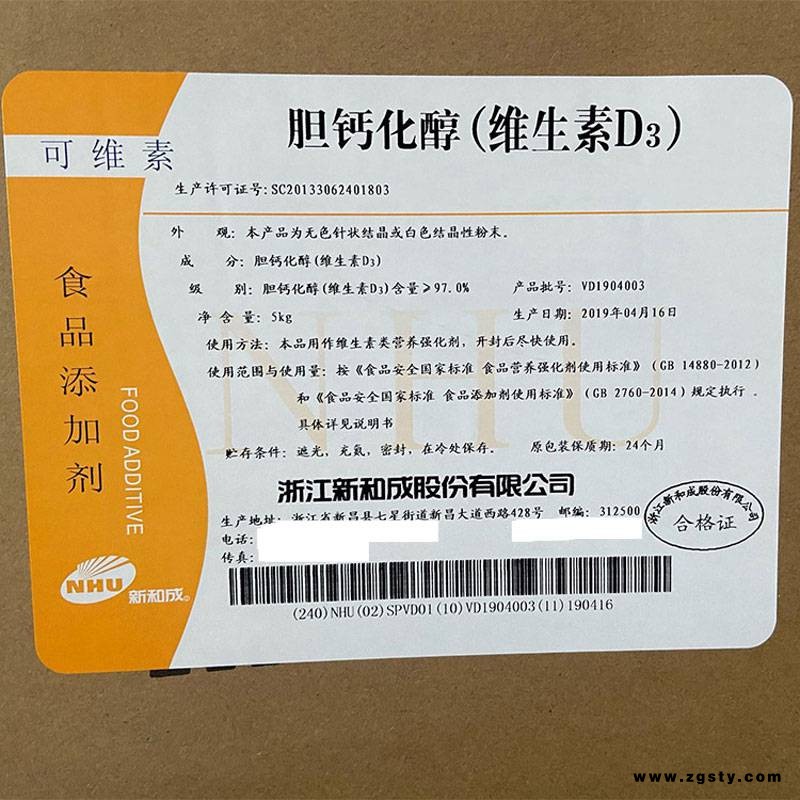 可维素
胆钙化醇(维生素D3)
生产许可证号:SC20133062401803
外 观: 本产品为无色针状结晶或白色结晶性粉末。
成 分: 胆钙化醇(维生素D3)
级 别: 胆钙化醇(维生素D3)含量≥97.0% 产品批号: VD1904003
净 含 量: 5kg 生产日期: 2019年04月16日
使用方法: 本品用作维生素类营养强化剂, 开封后尽快使用。
使用范围与使用量: 按《食品安全国家标准 食品营养强化剂使用标准》(GB 14880-2012)
和《食品安全国家标准 食品添加剂使用标准》(GB 2760-2014)规定执行 。
具体详见说明书
贮存条件: 遮光, 充氮, 密封, 在冷处保存。 原包装保质期: 24个月
NHU
浙江新和成股份有限公司
生产地址: 浙江省新昌县七星街道新昌大道西路428号 邮编: 312500
电话:
传真:
浙江新和成股份有限公司
合格证
(240)NHU(02)SPVD01(10)VD1904003(11)190416
食品添加剂
FOOD ADDITIVE
NHU 新和成®
www.zgsty.com